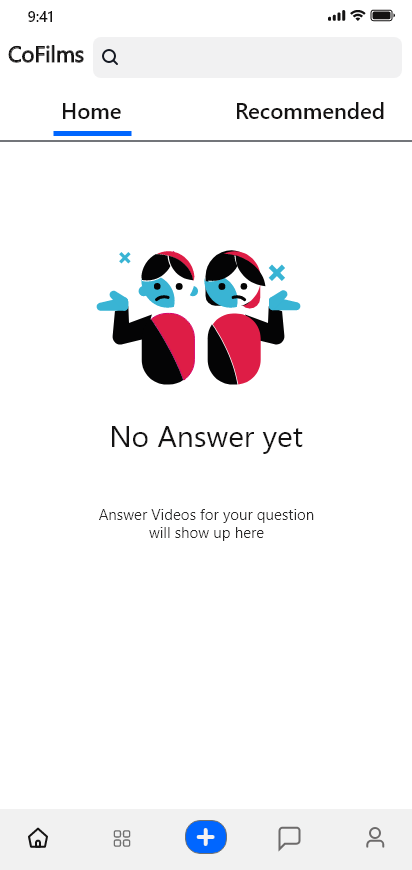 9:41
CoFilms
Home
Recommended
No Answer yet
Answer Videos for your question
will show up here